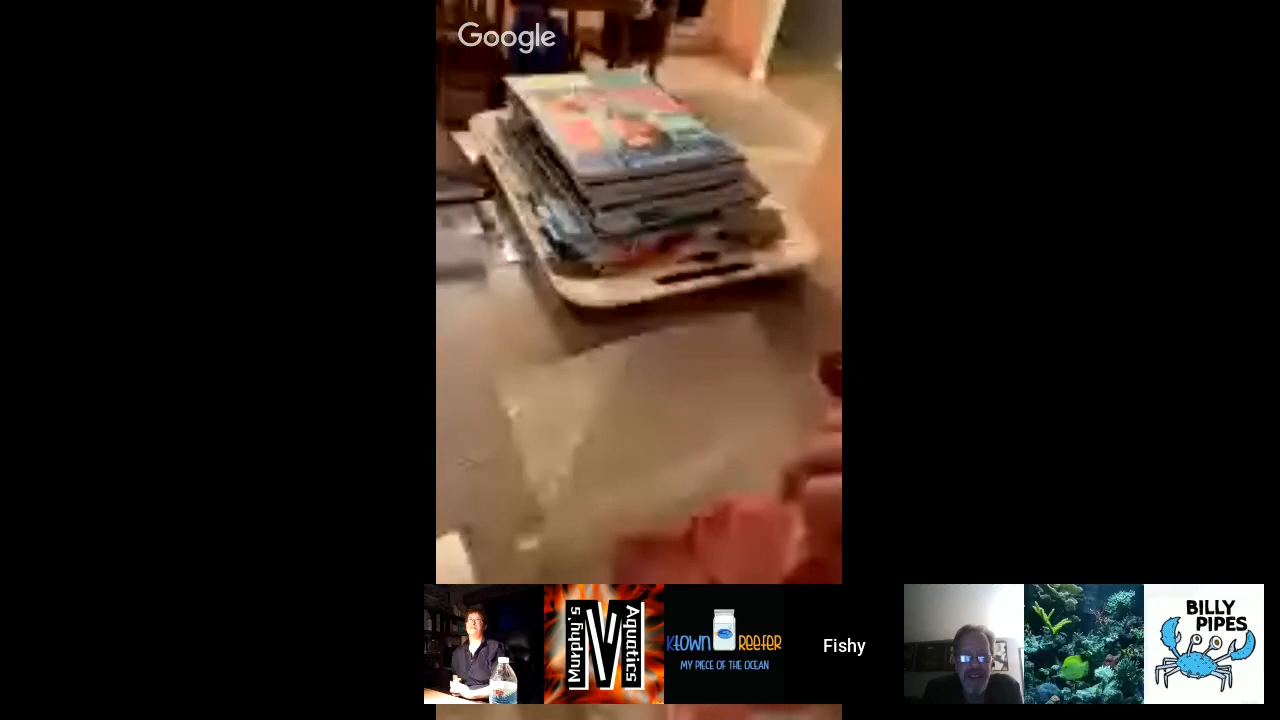 Google
Murphy's
Aquatics
KTOWN REEFER
MY PIECE OF THE OCEAN
Fishy
BILLY
PIPES